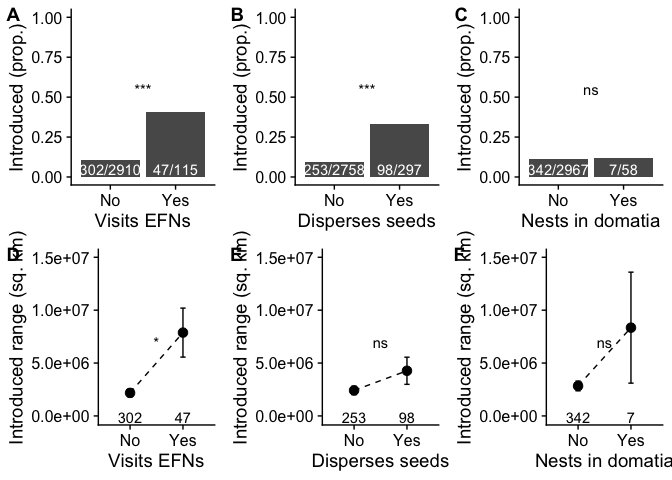 A
Introduced (prop.)
1.00
0.75
0.50
0.25
0.00
***
302/2910
47/115
No
Yes
Visits EFNs
B
Introduced (prop.)
1.00
0.75
0.50
0.25
0.00
***
253/2758
98/297
No
Yes
Disperses seeds
C
Introduced (prop.)
1.00
0.75
0.50
0.25
0.00
ns
342/2967
7/58
No
Yes
Nests in domatia
D
Introduced range (sq. km)
1.5e+07
1.0e+07
5.0e+06
0.0e+00
*
302
47
No
Yes
Visits EFNs
E
Introduced range (sq. km)
1.5e+07
1.0e+07
5.0e+06
0.0e+00
ns
253
98
No
Yes
Disperses seeds
F
Introduced range (sq. km)
1.5e+07
1.0e+07
5.0e+06
0.0e+00
ns
342
7
No
Yes
Nests in domatia